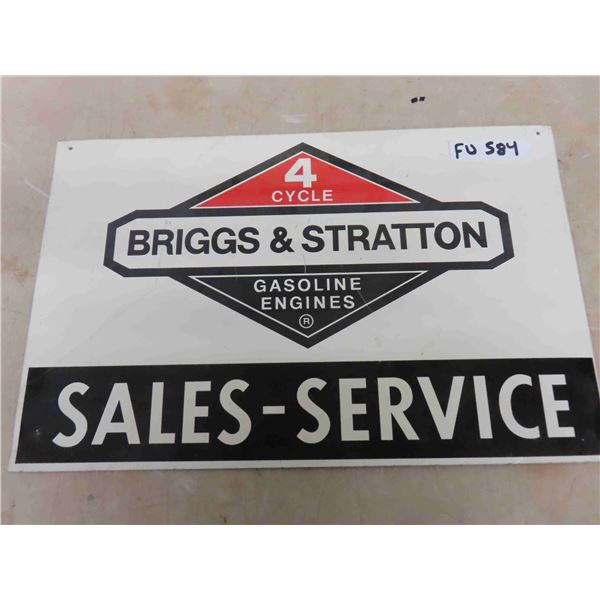 FU 584
4
CYCLE
BRIGGS & STRATTON
GASOLINE
ENGINES
®
SALES-SERVICE